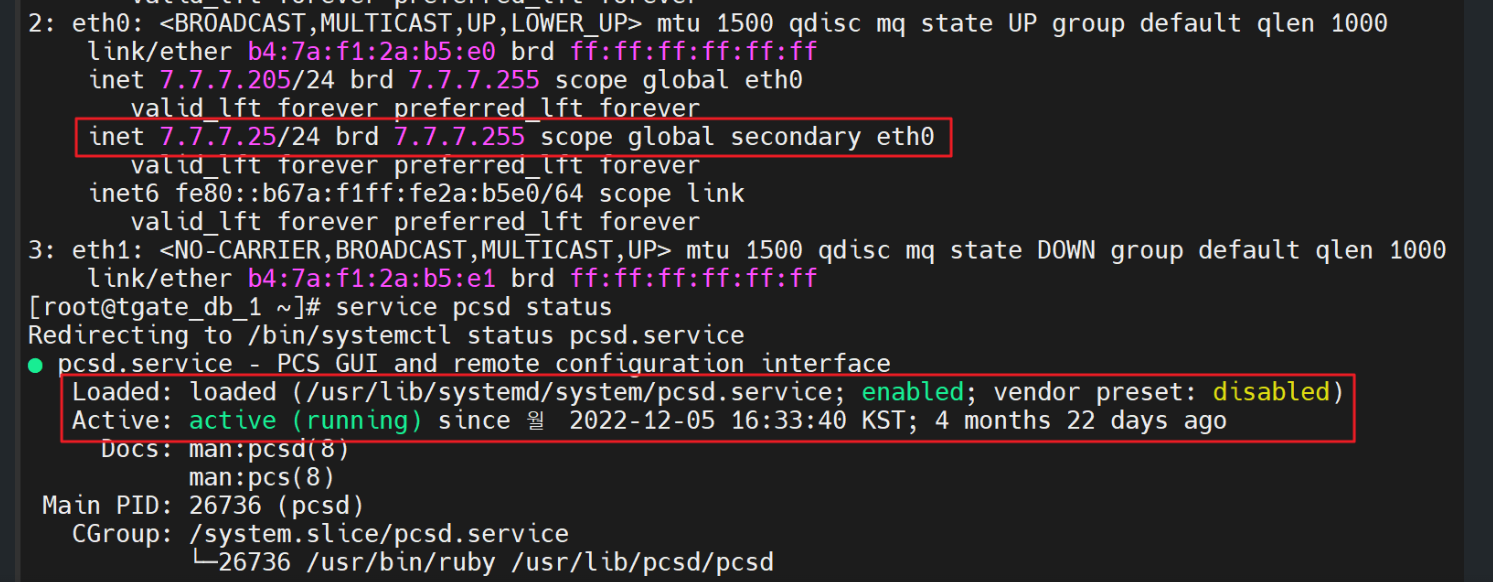 valid_lft forever preferred_lft forever
2: eth0: <BROADCAST,MULTICAST,UP,LOWER_UP> mtu 1500 qdisc mq state UP group default qlen 1000
    link/ether b4:7a:f1:2a:b5:e0 brd ff:ff:ff:ff:ff:ff
    inet 7.7.7.205/24 brd 7.7.7.255 scope global eth0
       valid_lft forever preferred_lft forever
    inet 7.7.7.25/24 brd 7.7.7.255 scope global secondary eth0
       valid_lft forever preferred_lft forever
    inet6 fe80::b67a:f1ff:fe2a:b5e0/64 scope link
       valid_lft forever preferred_lft forever
3: eth1: <NO-CARRIER,BROADCAST,MULTICAST,UP> mtu 1500 qdisc mq state DOWN group default qlen 1000
    link/ether b4:7a:f1:2a:b5:e1 brd ff:ff:ff:ff:ff:ff
[root@tgate_db_1 ~]# service pcsd status
Redirecting to /bin/systemctl status pcsd.service
● pcsd.service - PCS GUI and remote configuration interface
   Loaded: loaded (/usr/lib/systemd/system/pcsd.service; enabled; vendor preset: disabled)
   Active: active (running) since 월 2022-12-05 16:33:40 KST; 4 months 22 days ago
     Docs: man:pcsd(8)
           man:pcs(8)
 Main PID: 26736 (pcsd)
   CGroup: /system.slice/pcsd.service
           └─26736 /usr/bin/ruby /usr/lib/pcsd/pcsd